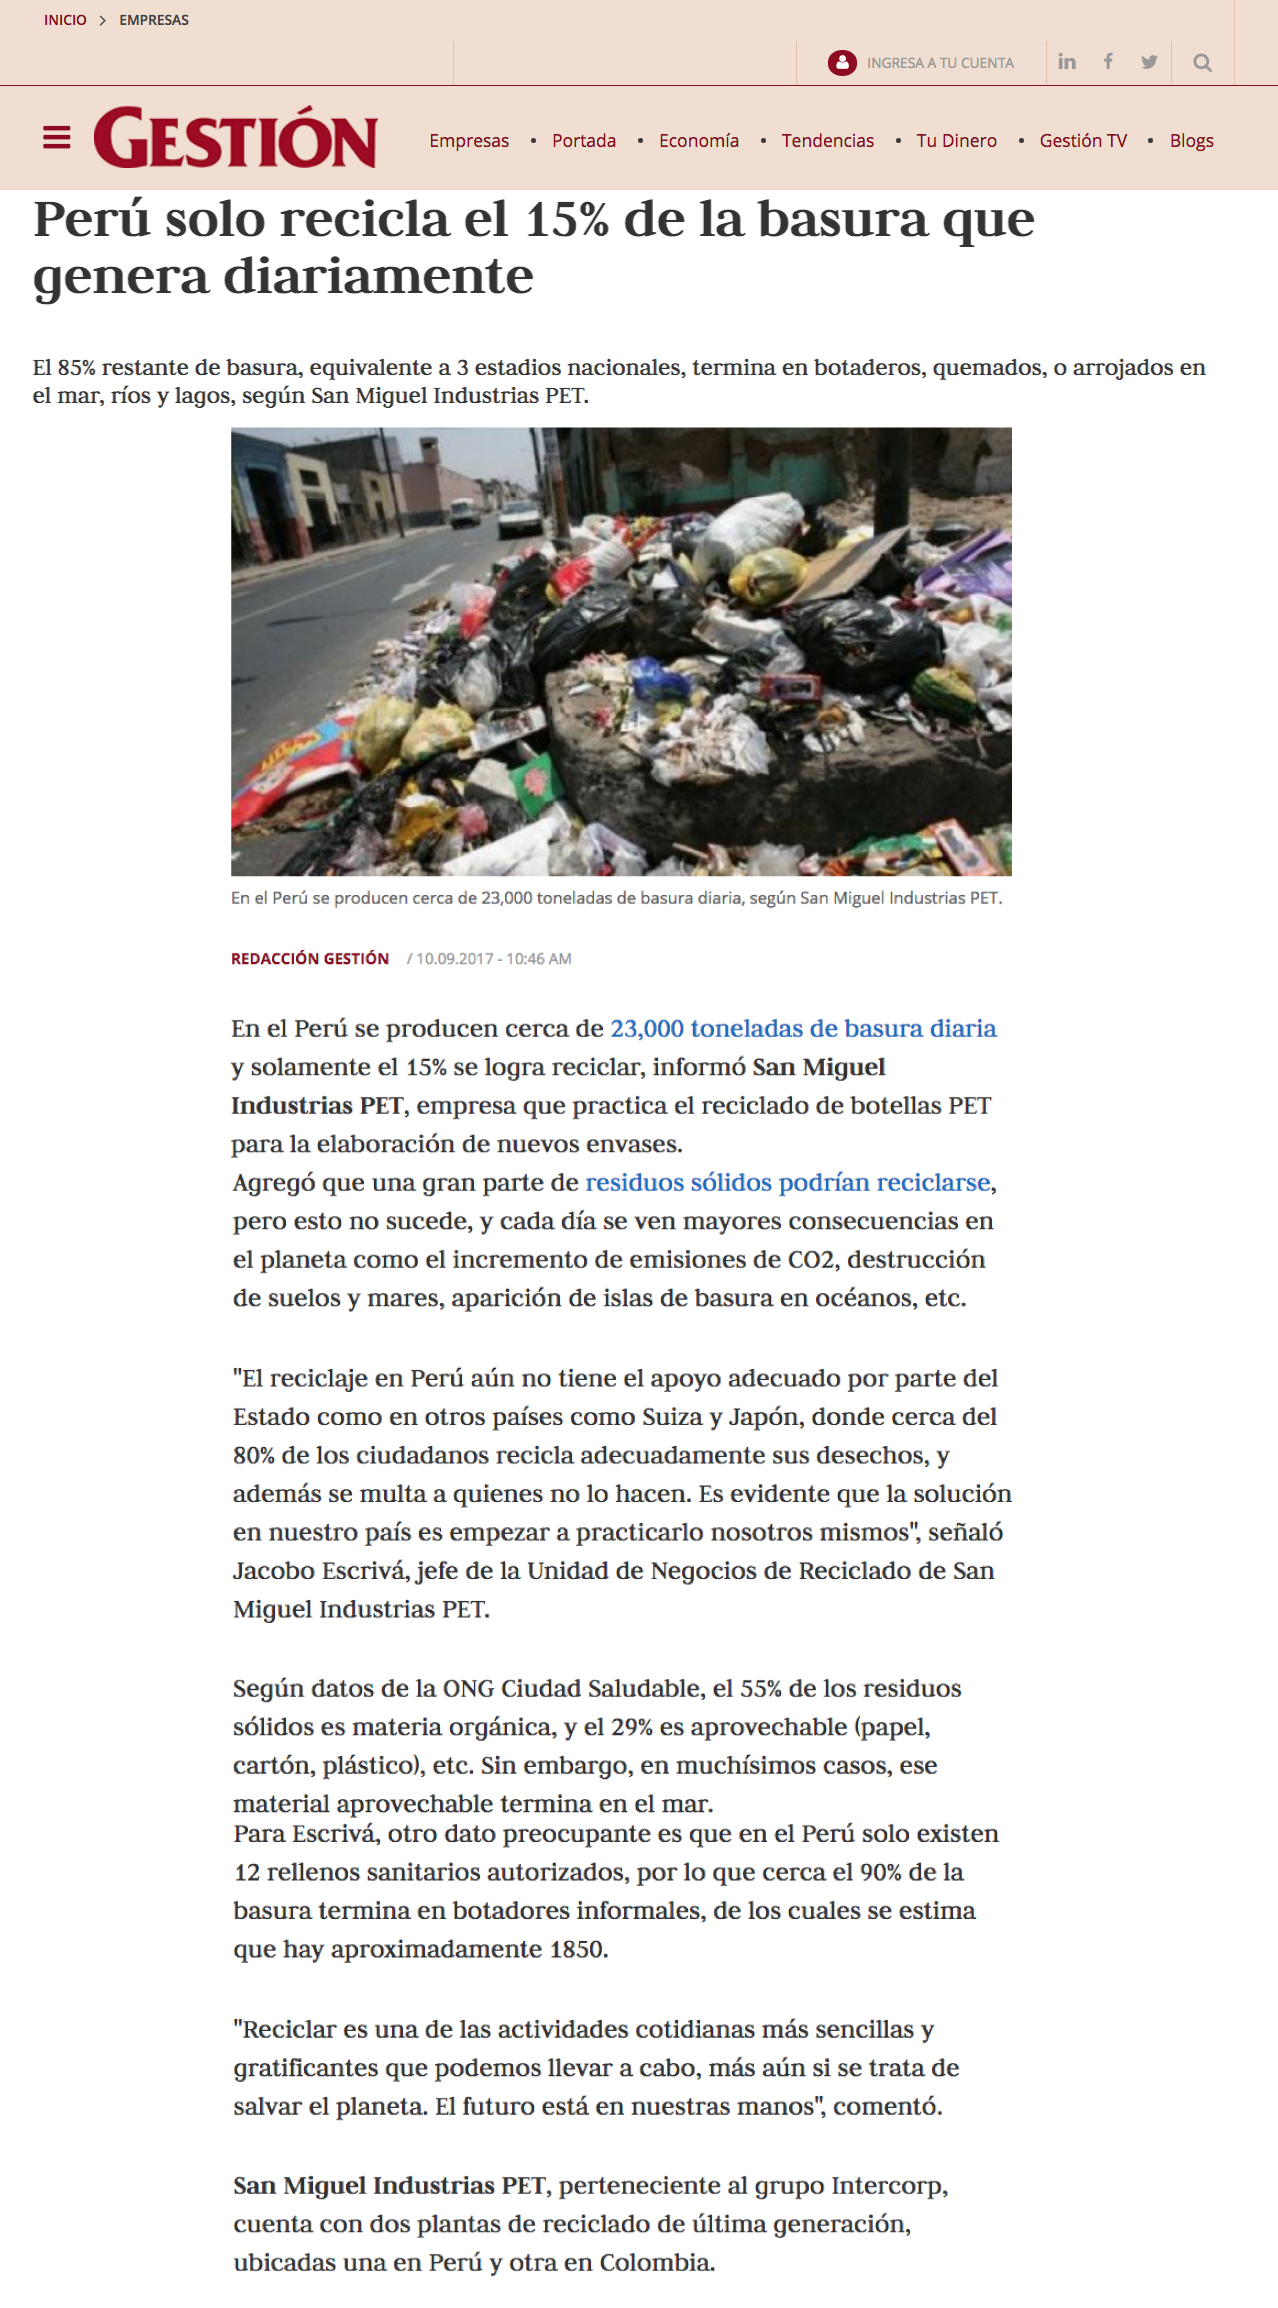 INICIO > EMPRESAS
INGRESA A TU CUENTA
GESTIÓN
Empresas • Portada • Economía • Tendencias • Tu Dinero • Gestión TV • Blogs
Perú solo recicla el 15% de la basura que
genera diariamente
El 85% restante de basura, equivalente a 3 estadios nacionales, termina en botaderos, quemados, o arrojados en
el mar, ríos y lagos, según San Miguel Industrias PET.
En el Perú se producen cerca de 23,000 toneladas de basura diaria, según San Miguel Industrias PET.
REDACCIÓN GESTIÓN / 10.09.2017 - 10:46 AM
En el Perú se producen cerca de 23,000 toneladas de basura diaria
y solamente el 15% se logra reciclar, informó San Miguel
Industrias PET, empresa que practica el reciclado de botellas PET
para la elaboración de nuevos envases.
Agregó que una gran parte de residuos sólidos podrían reciclarse,
pero esto no sucede, y cada día se ven mayores consecuencias en
el planeta como el incremento de emisiones de CO2, destrucción
de suelos y mares, aparición de islas de basura en océanos, etc.
"El reciclaje en Perú aún no tiene el apoyo adecuado por parte del
Estado como en otros países como Suiza y Japón, donde cerca del
80% de los ciudadanos recicla adecuadamente sus desechos, y
además se multa a quienes no lo hacen. Es evidente que la solución
en nuestro país es empezar a practicarlo nosotros mismos", señaló
Jacobo Escrivá, jefe de la Unidad de Negocios de Reciclado de San
Miguel Industrias PET.
Según datos de la ONG Ciudad Saludable, el 55% de los residuos
sólidos es materia orgánica, y el 29% es aprovechable (papel,
cartón, plástico), etc. Sin embargo, en muchísimos casos, ese
material aprovechable termina en el mar.
Para Escrivá, otro dato preocupante es que en el Perú solo existen
12 rellenos sanitarios autorizados, por lo que cerca el 90% de la
basura termina en botadores informales, de los cuales se estima
que hay aproximadamente 1850.
"Reciclar es una de las actividades cotidianas más sencillas y
gratificantes que podemos llevar a cabo, más aún si se trata de
salvar el planeta. El futuro está en nuestras manos", comentó.
San Miguel Industrias PET, perteneciente al grupo Intercorp,
cuenta con dos plantas de reciclado de última generación,
ubicadas una en Perú y otra en Colombia.